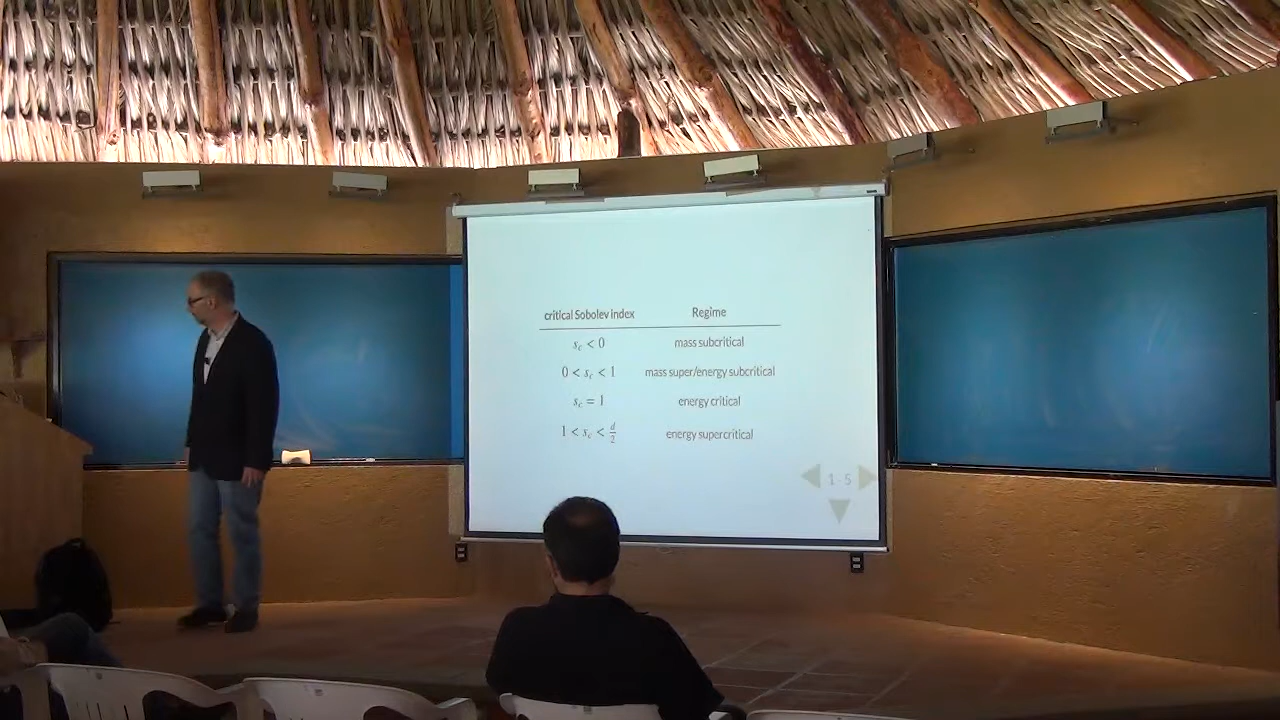 critical Sobolev index Regime
s_c < 0 mass subcritical
0 < s_c < 1 mass super/energy subcritical
s_c = 1 energy critical
1 < s_c < d/2 energy supercritical
1 - 5